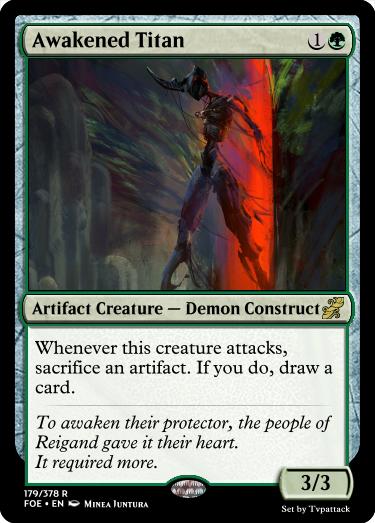 Awakened Titan 1
Artifact Creature — Demon Construct
Whenever this creature attacks,
sacrifice an artifact. If you do, draw a
card.
To awaken their protector, the people of
Reigand gave it their heart.
It required more.
3/3
179/378 R
FOE • EN Minea Juntura
Set by Tvpattack